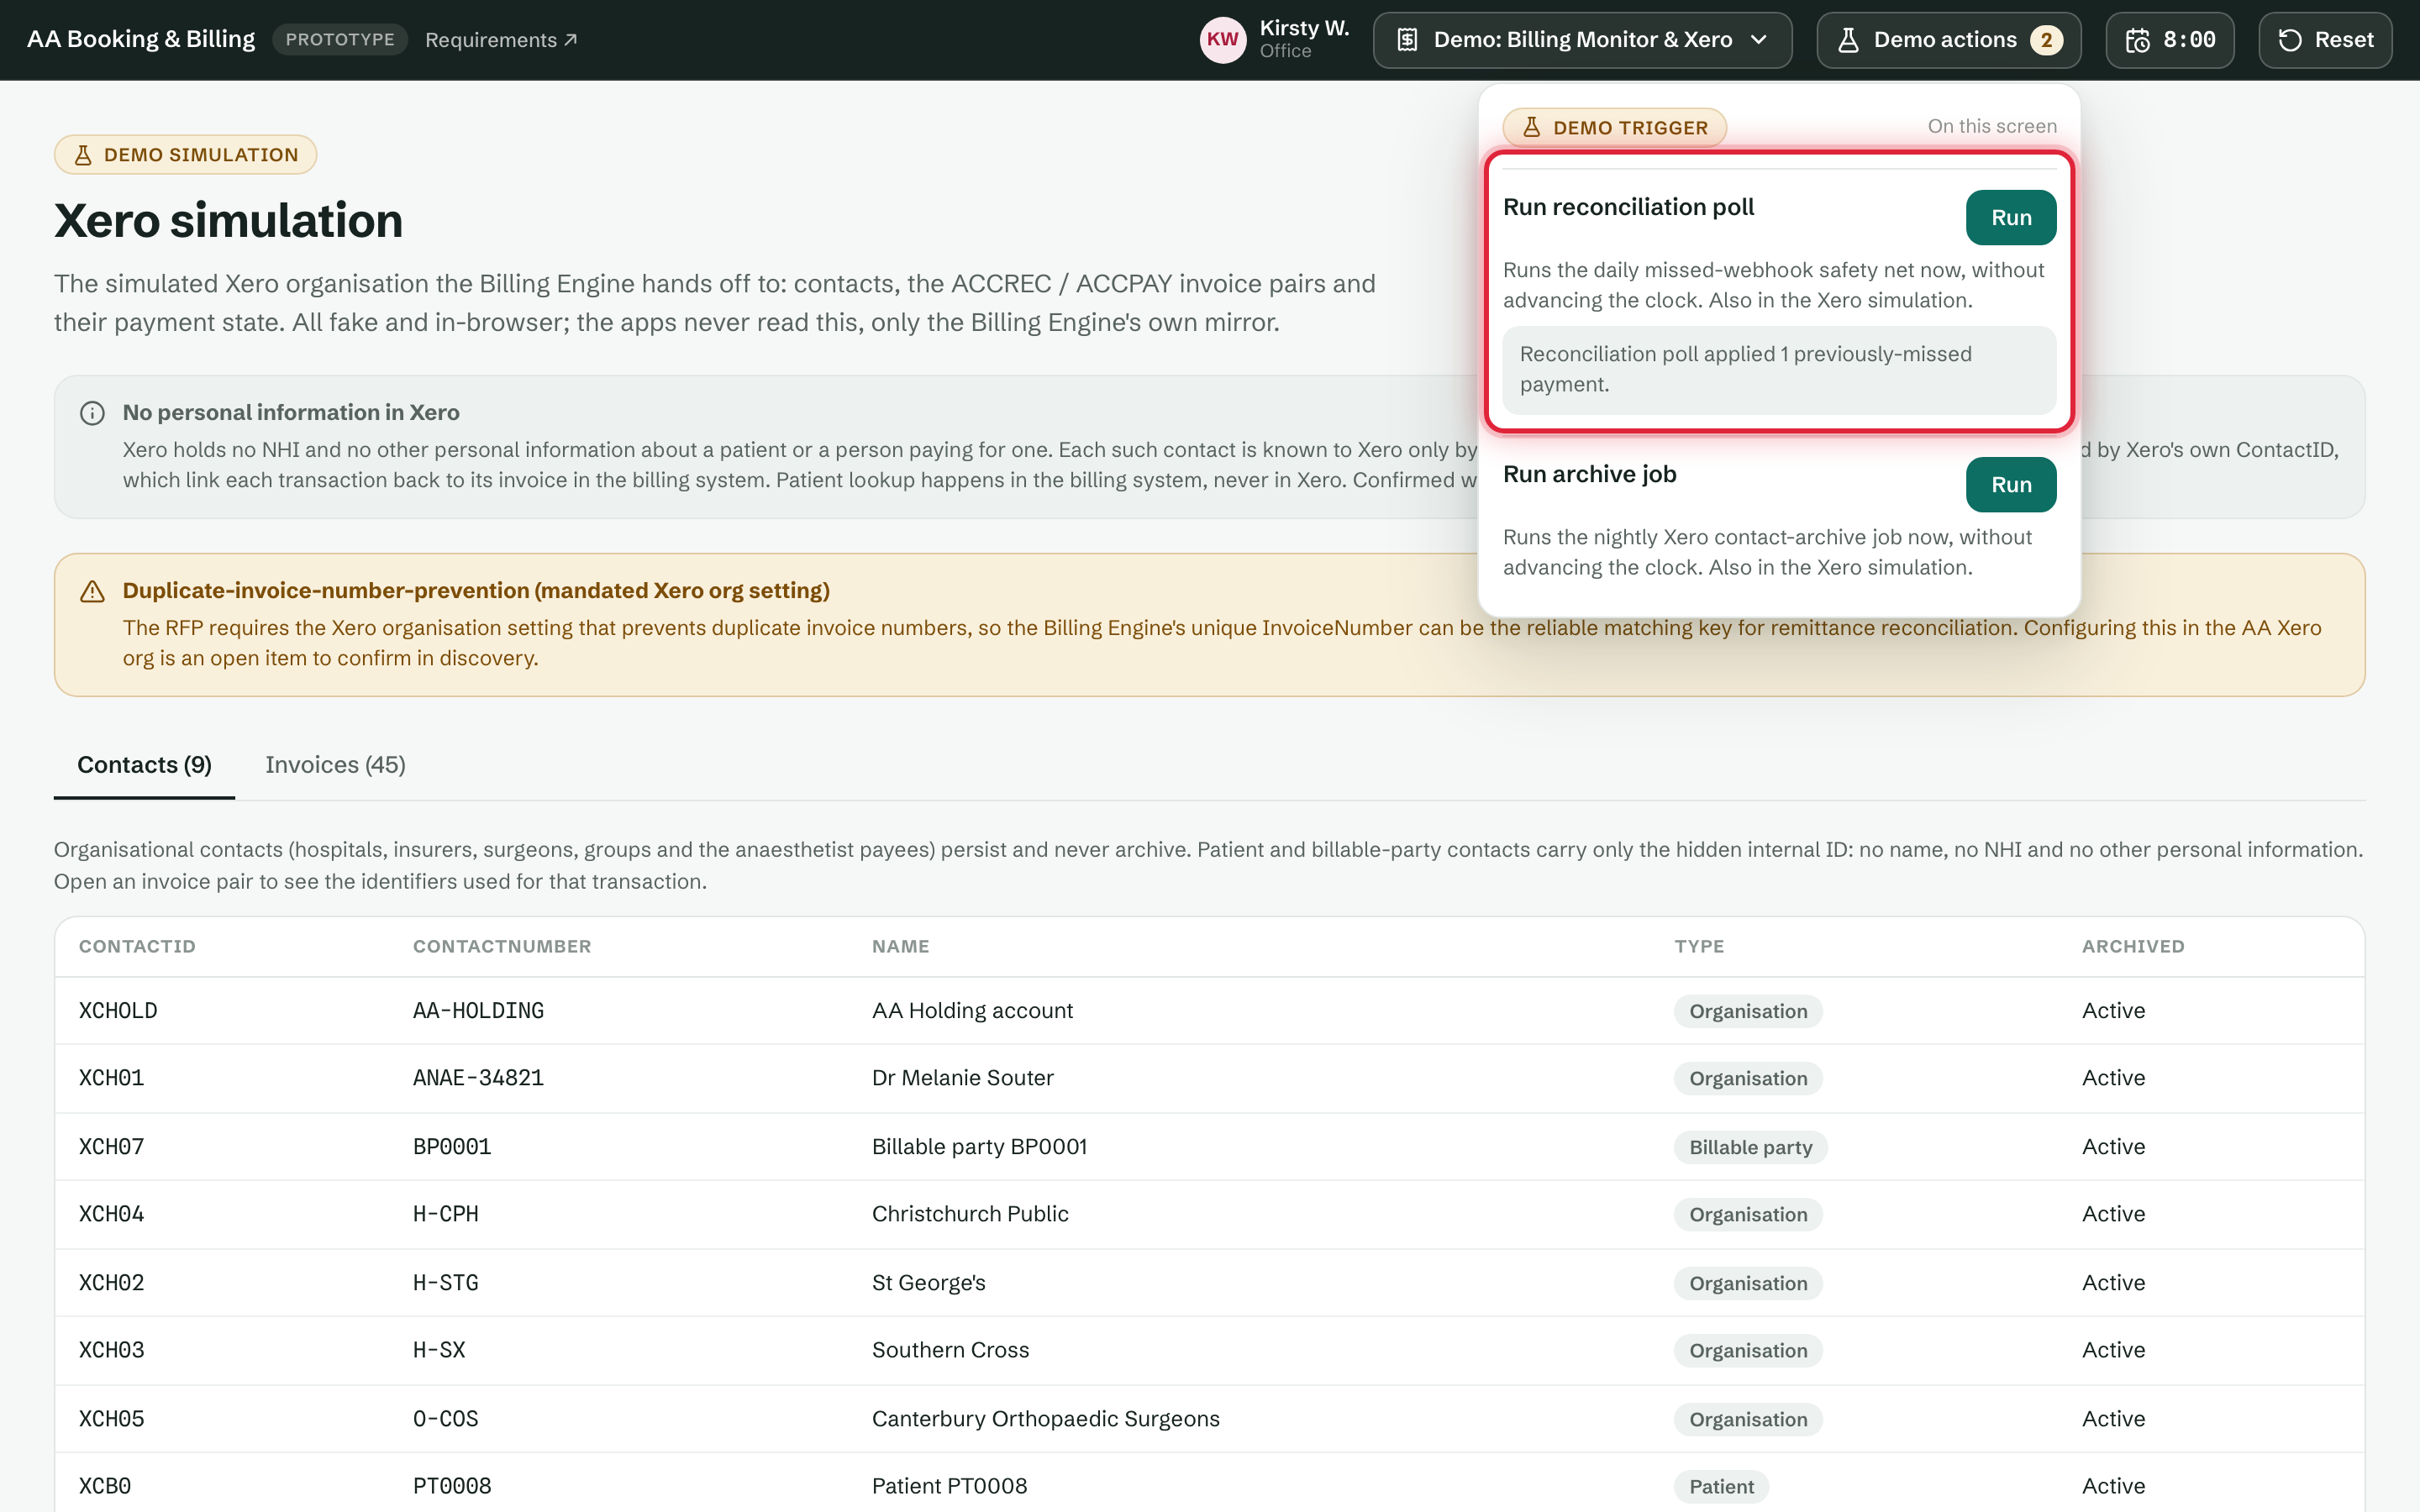 AA Booking & Billing
PROTOTYPE
Requirements ↗
KW
Kirsty W.
Office
Demo: Billing Monitor & Xero
Demo actions 2
8:00
Reset
DEMO TRIGGER
On this screen
Run reconciliation poll
Run
Runs the daily missed-webhook safety net now, without
advancing the clock. Also in the Xero simulation.
Reconciliation poll applied 1 previously-missed
payment.
Run archive job
Run
Runs the nightly Xero contact-archive job now, without
advancing the clock. Also in the Xero simulation.
DEMO SIMULATION
Xero simulation
The simulated Xero organisation the Billing Engine hands off to: contacts, the ACCREC / ACCPAY invoice pairs and
their payment state. All fake and in-browser; the apps never read this, only the Billing Engine's own mirror.
No personal information in Xero
Xero holds no NHI and no other personal information about a patient or a person paying for one. Each such contact is known to Xero only by
d by Xero's own ContactID,
which link each transaction back to its invoice in the billing system. Patient lookup happens in the billing system, never in Xero. Confirmed w
Duplicate-invoice-number-prevention (mandated Xero org setting)
The RFP requires the Xero organisation setting that prevents duplicate invoice numbers, so the Billing Engine's unique InvoiceNumber can be the reliable matching key for remittance reconciliation. Configuring this in the AA Xero
org is an open item to confirm in discovery.
Contacts (9)
Invoices (45)
Organisational contacts (hospitals, insurers, surgeons, groups and the anaesthetist payees) persist and never archive. Patient and billable-party contacts carry only the hidden internal ID: no name, no NHI and no other personal information.
Open an invoice pair to see the identifiers used for that transaction.
CONTACTID CONTACTNUMBER NAME TYPE ARCHIVED
XCHOLD AA-HOLDING AA Holding account Organisation Active
XCH01 ANAE-34821 Dr Melanie Souter Organisation Active
XCH07 BP0001 Billable party BP0001 Billable party Active
XCH04 H-CPH Christchurch Public Organisation Active
XCH02 H-STG St George's Organisation Active
XCH03 H-SX Southern Cross Organisation Active
XCH05 O-COS Canterbury Orthopaedic Surgeons Organisation Active
XCB0 PT0008 Patient PT0008 Patient Active